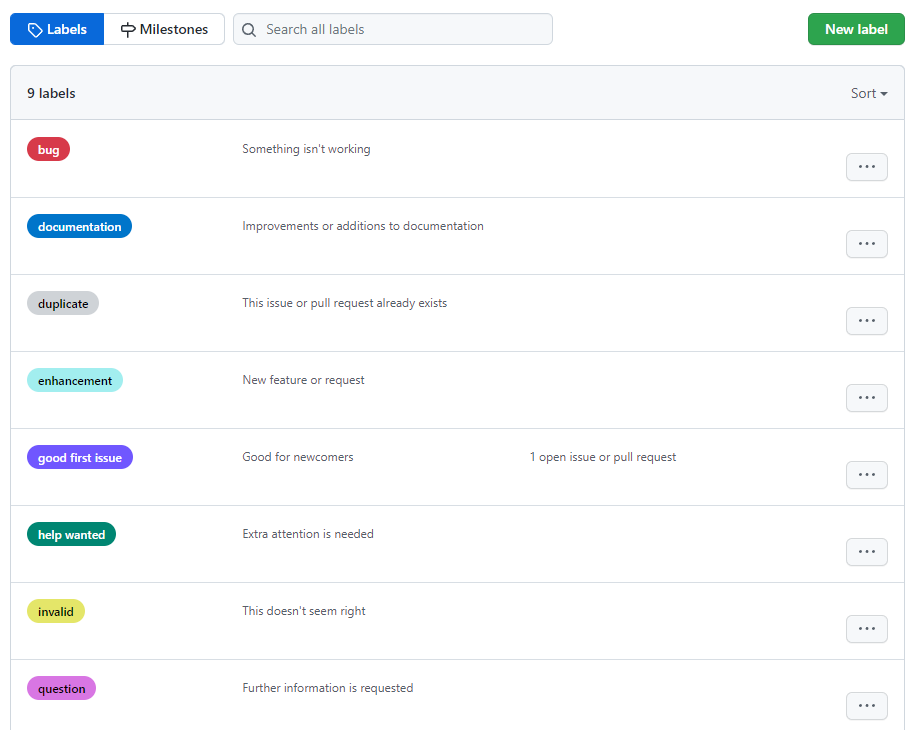 Labels Milestones Search all labels New label
9 labels Sort
bug Something isn't working
documentation Improvements or additions to documentation
duplicate This issue or pull request already exists
enhancement New feature or request
good first issue Good for newcomers 1 open issue or pull request
help wanted Extra attention is needed
invalid This doesn't seem right
question Further information is requested